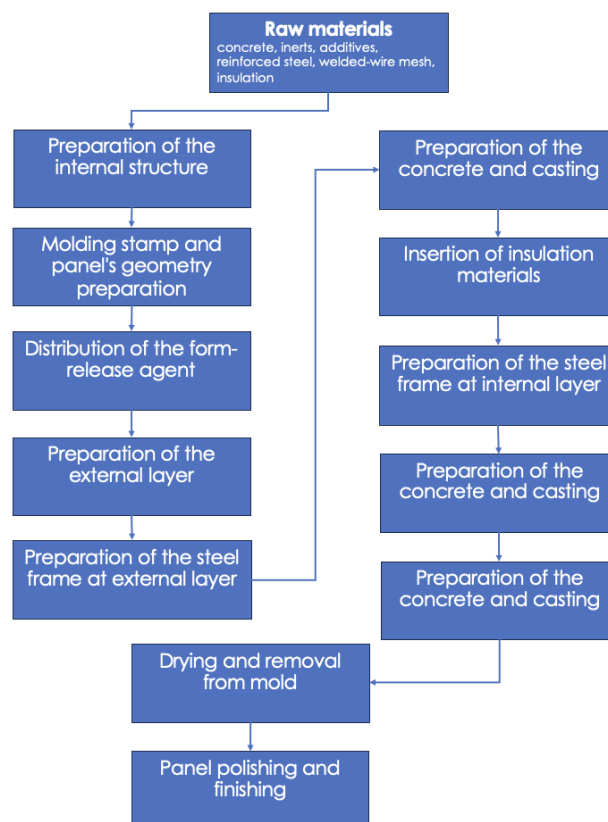 Raw materials
concrete, inerts, additives,
reinforced steel, welded-wire mesh,
insulation
Preparation of the
internal structure
Molding stamp and
panel's geometry
preparation
Distribution of the form-
release agent
Preparation of the
external layer
Preparation of the steel
frame at external layer
Preparation of the
concrete and casting
Insertion of insulation
materials
Preparation of the steel
frame at internal layer
Preparation of the
concrete and casting
Preparation of the
concrete and casting
Drying and removal
from mold
Panel polishing and
finishing